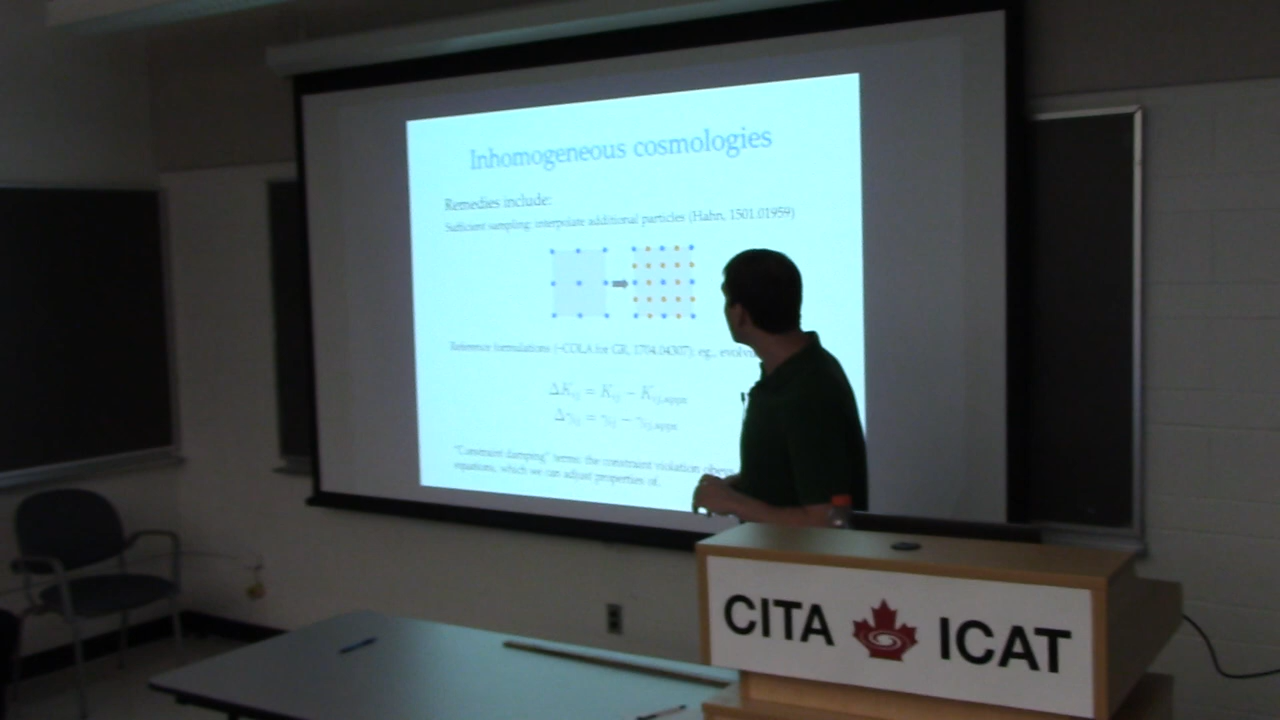 Inhomogeneous cosmologies
Remedies include:
Sufficient sampling: interpolate additional particles (Hahn, 1501.01959)
Reference formulations (~COLA for GR, 1704.04307): eg., evolve
ΔK_ij = K_ij − K_ij,appx
Δγ_ij = γ_ij − γ_ij,appx
"Constraint damping" terms: the constraint violation obeys
equations, which we can adjust properties of.
CITA ICAT